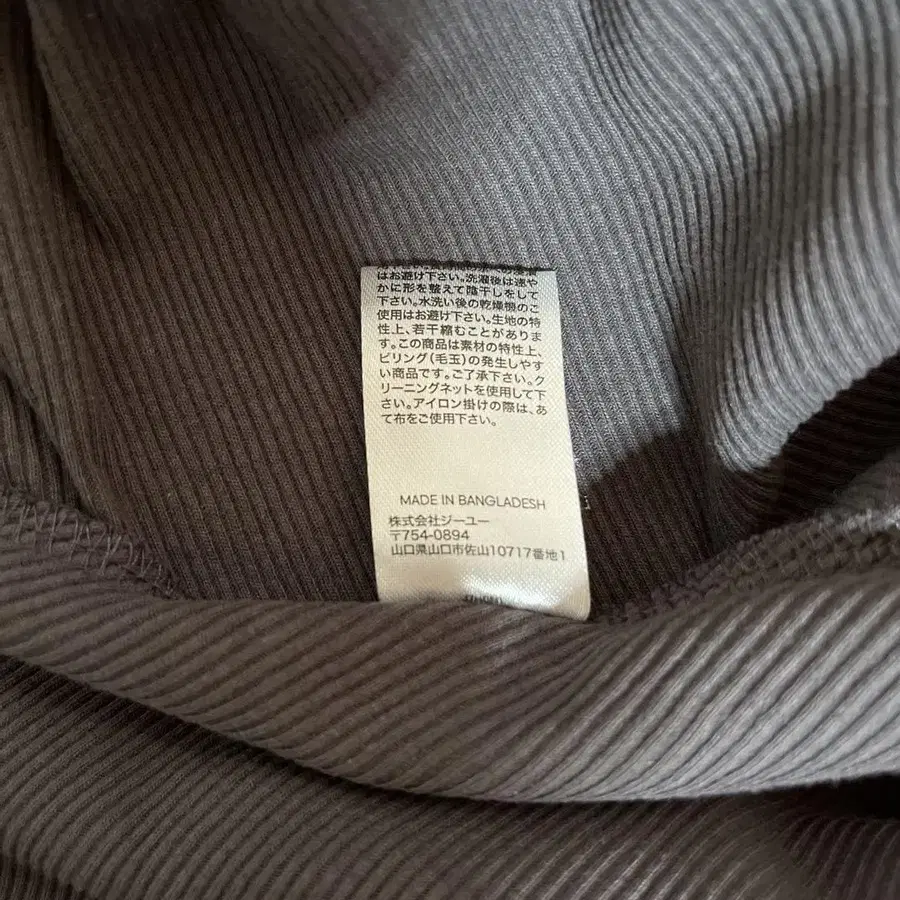 はお避け下さい。洗濯後は速や
かに形を整えて陰干しをして
下さい。水洗い後の乾燥機のご
使用はお避け下さい。生地の特
性上、若干縮むことがありま
す。この商品は素材の特性上、
ピリング(毛玉)の発生しやす
い商品です。ご了承下さい。ク
リーニングネットを使用して下
さい。アイロン掛けの際は、あ
て布をご使用下さい。
MADE IN BANGLADESH
株式会社ジーユー
〒754-0894
山口県山口市佐山10717番地1